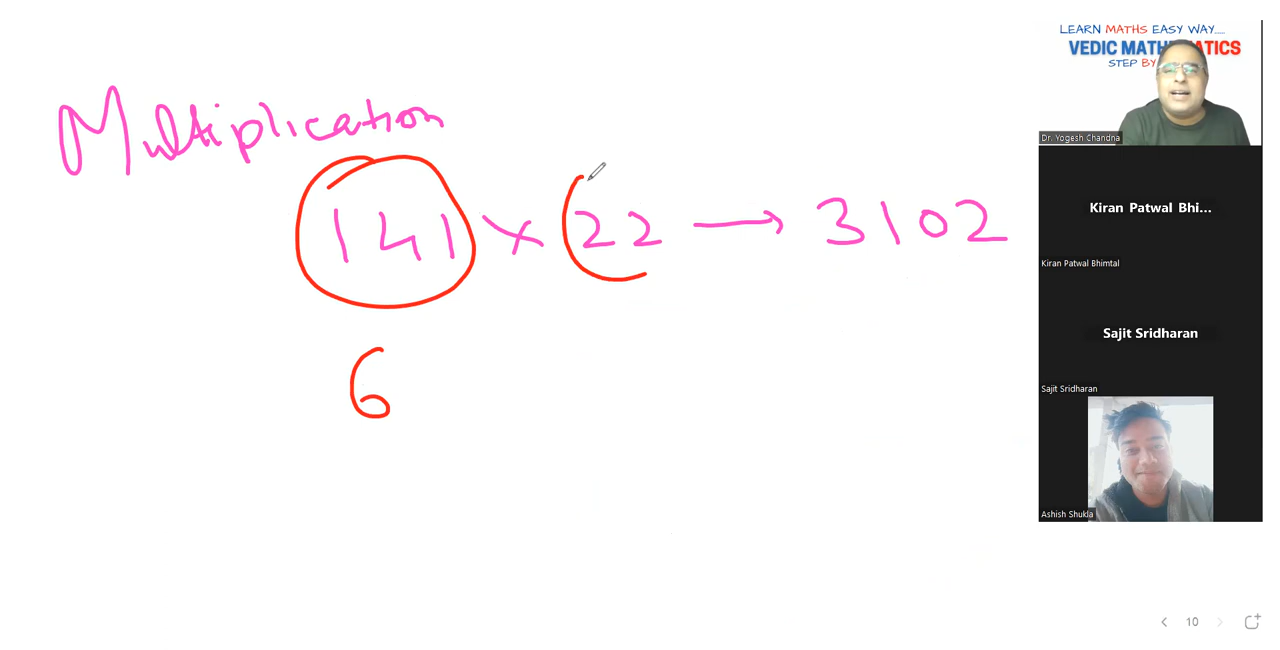 LEARN MATHS EASY WAY.....
VEDIC MATHEMATICS
STEP BY
Multiplication
141 × 22 → 3102
6
Dr. Yogesh Chandna
Kiran Patwal Bhi...
Kiran Patwal Bhimtal
Sajit Sridharan
Sajit Sridharan
Ashish Shukla
10